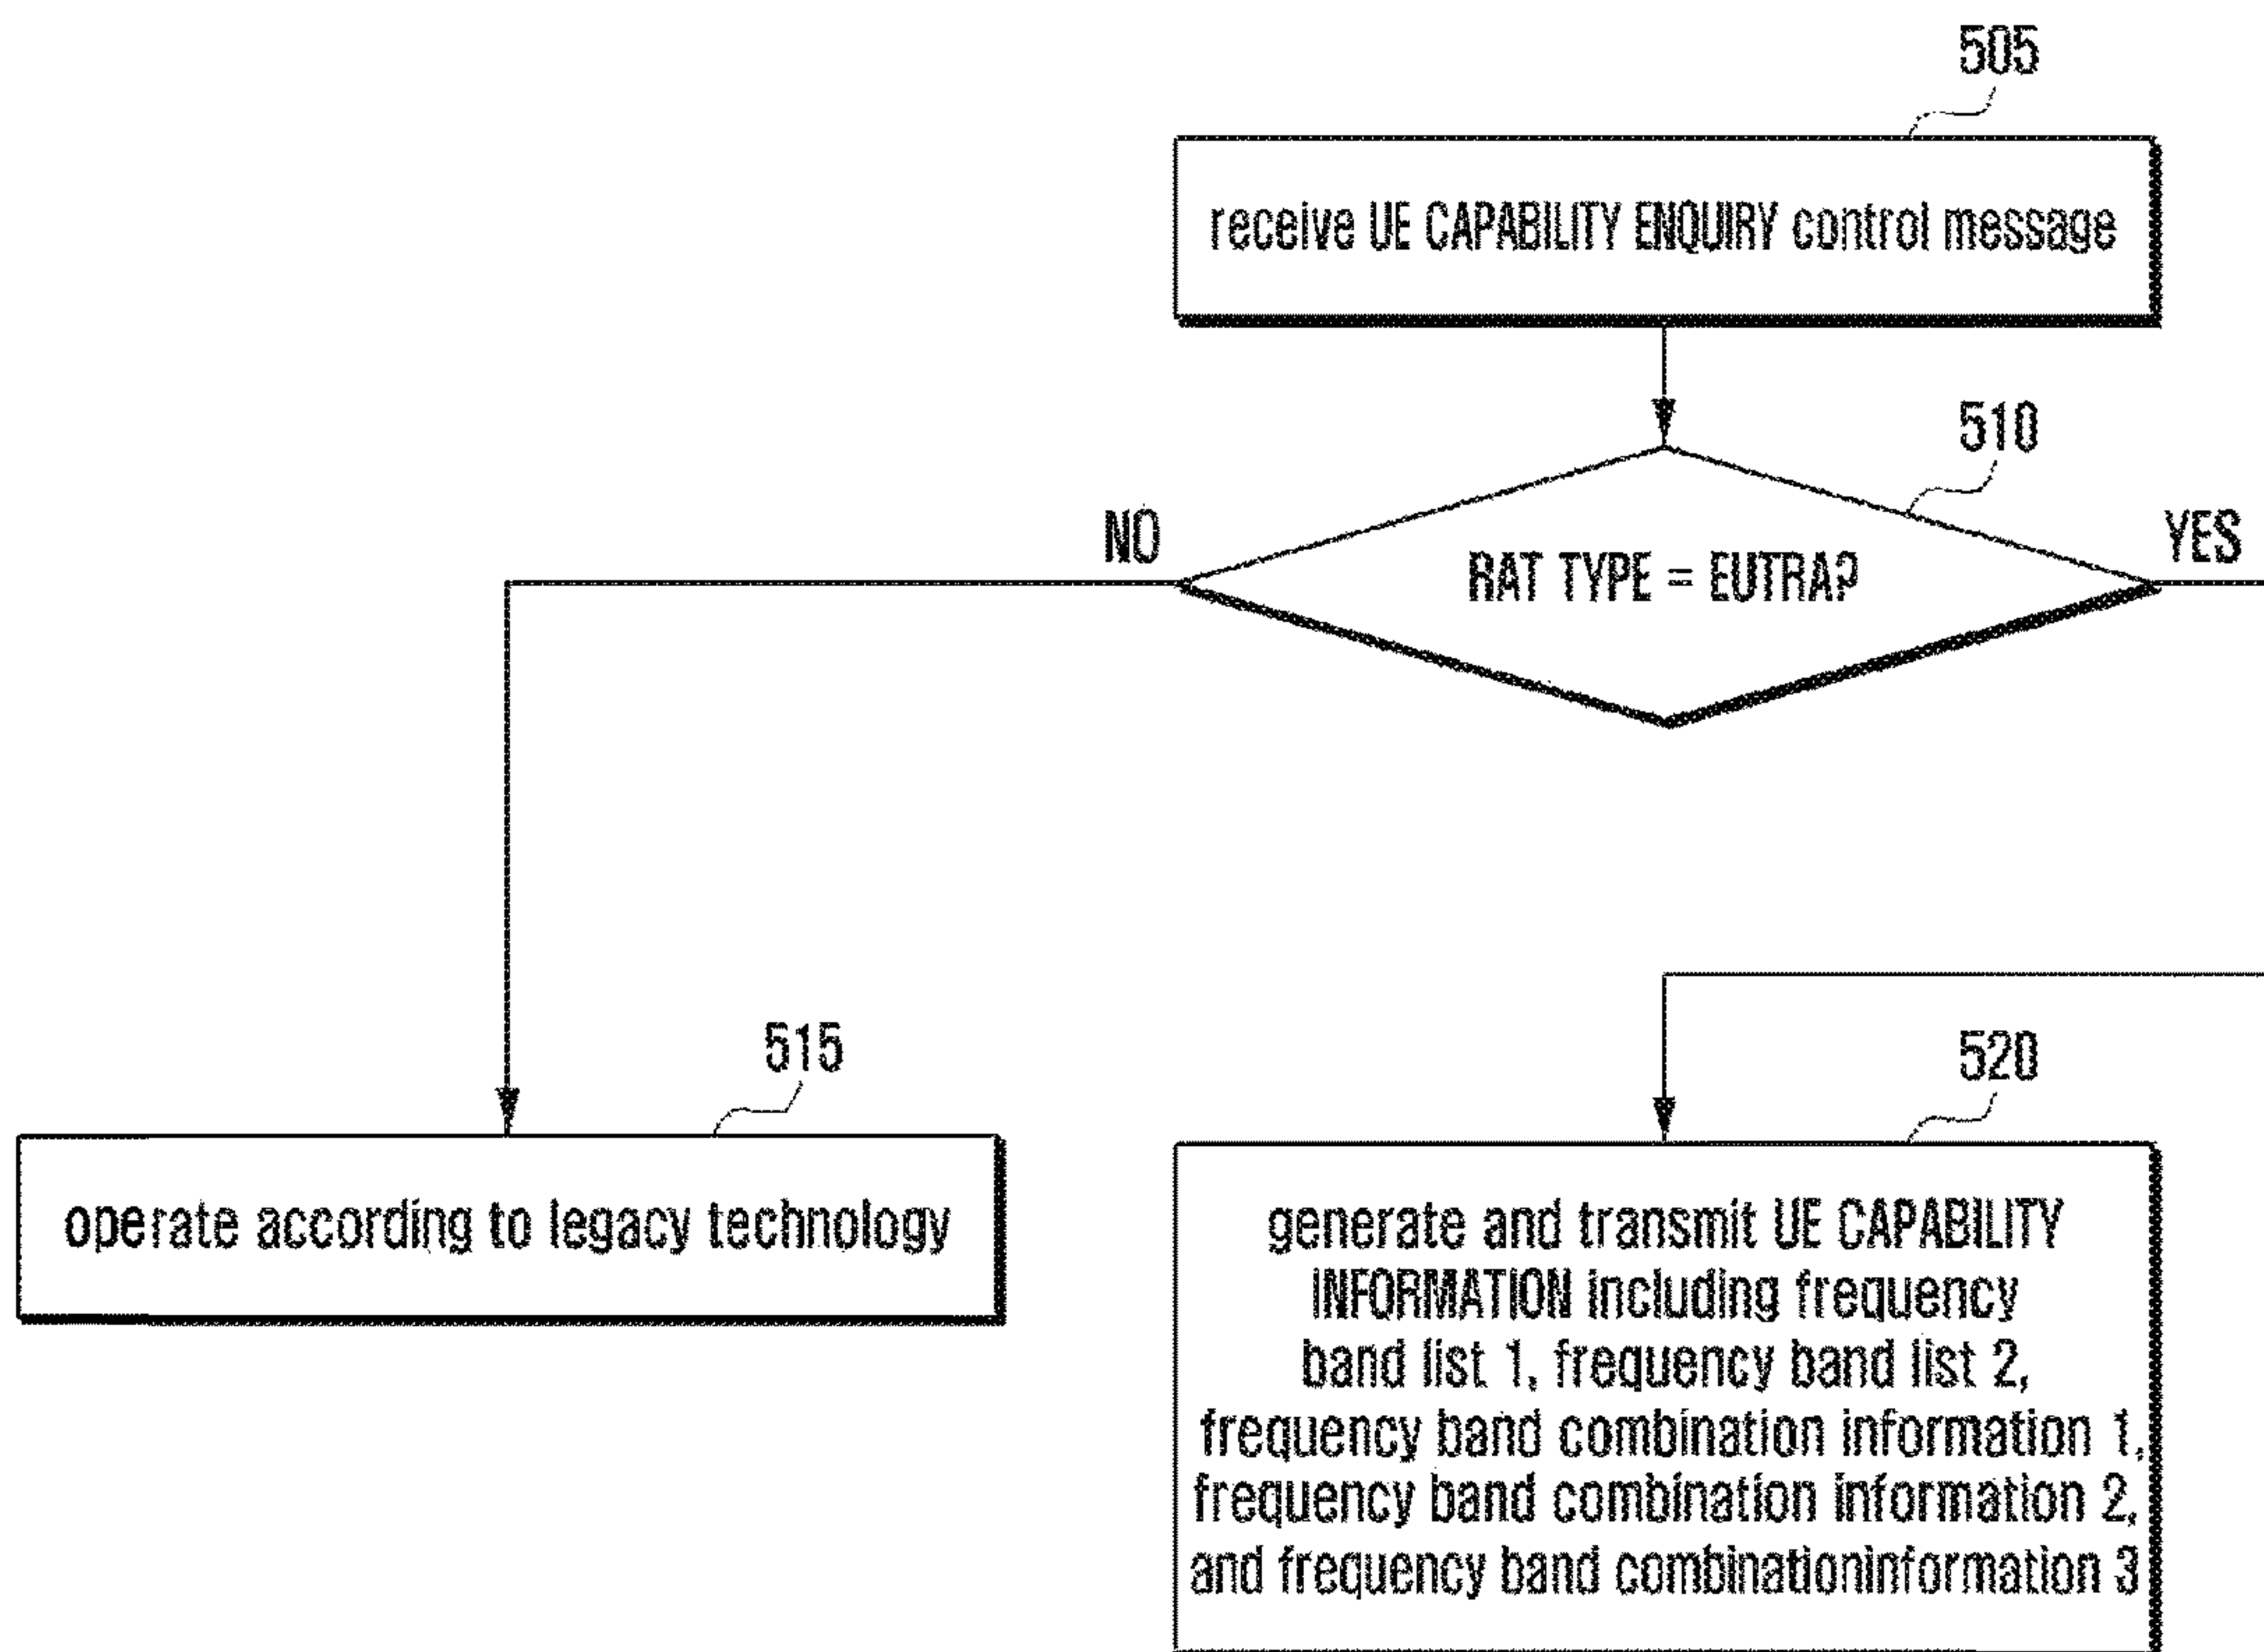 505
receive UE CAPABILITY ENQUIRY control message
510
NO
RAT TYPE = EUTRA?
YES
515
operate according to legacy technology
520
generate and transmit UE CAPABILITY
INFORMATION including frequency
band list 1, frequency band list 2,
frequency band combination information 1,
frequency band combination information 2,
and frequency band combinationinformation 3